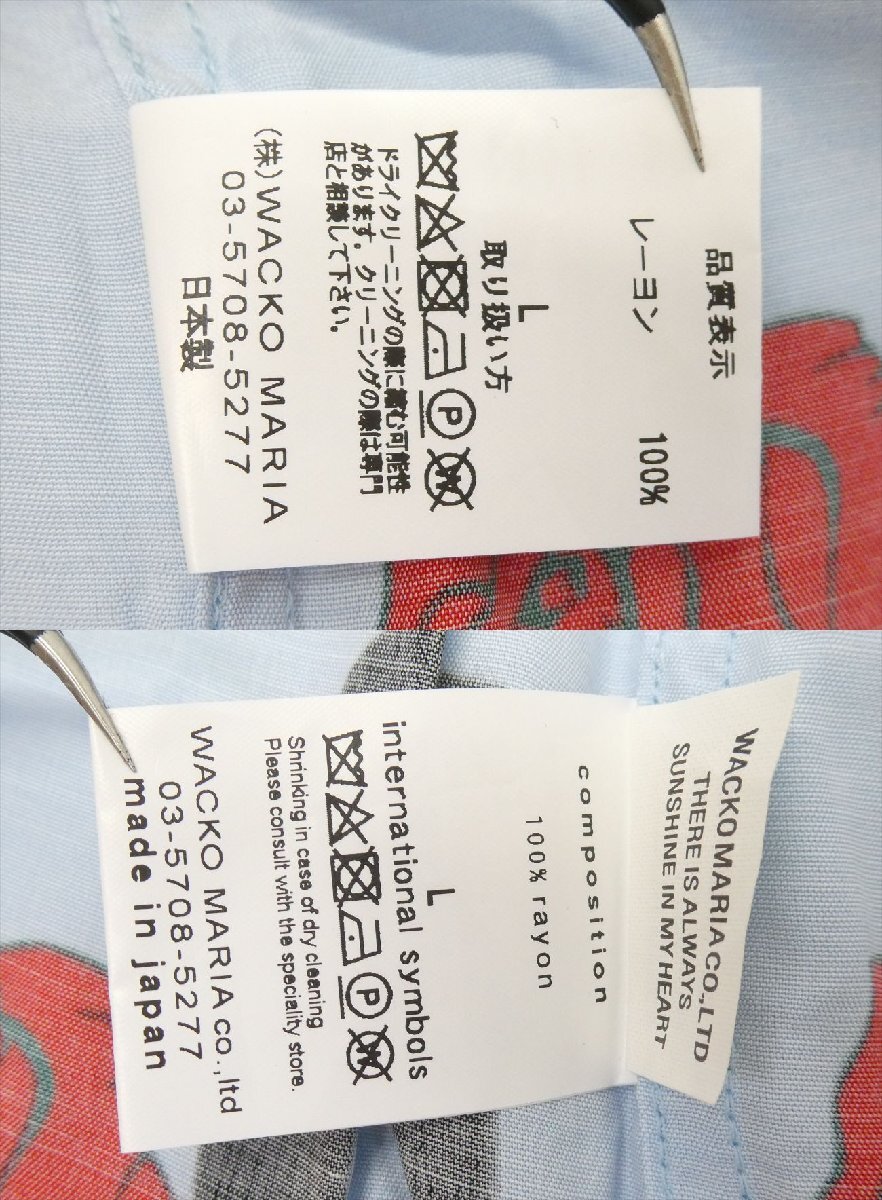 品質表示
レーヨン 100%
L
取り扱い方
P
W
ドライクリーニングの際に縮む可能性
があります。クリーニングの際は専門
店と相談して下さい。
(株)WACKO MARIA
03-5708-5277
日本製
WACKO MARIA CO.,LTD
THERE IS ALWAYS
SUNSHINE IN MY HEART
composition
100% rayon
L
international symbols
P
W
Shrinking in case of dry cleaning
Please consult with the speciality store.
WACKO MARIA co.,ltd
03-5708-5277
made in japan